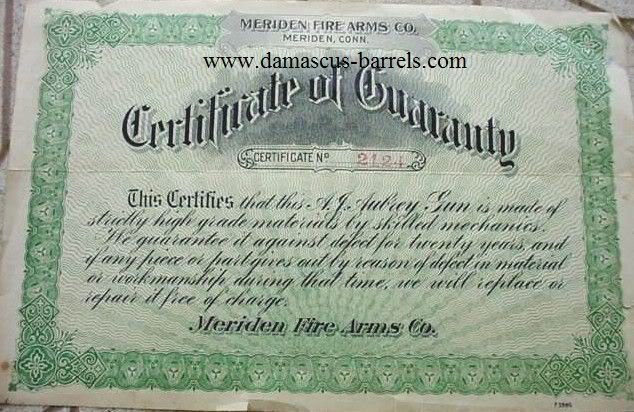 MERIDEN FIRE ARMS CO.
MERIDEN, CONN.
www.damascus-barrels.com
Certificate of Guaranty
CERTIFICATE No 2124
This Certifies that this A.J. Aubrey Gun is made of
strictly high grade materials by skilled mechanics.
We guarantee it against defect for twenty years, and
if any piece or part gives out by reason of defect in material
or workmanship during that time, we will replace or
repair it free of charge.
Meriden Fire Arms Co.